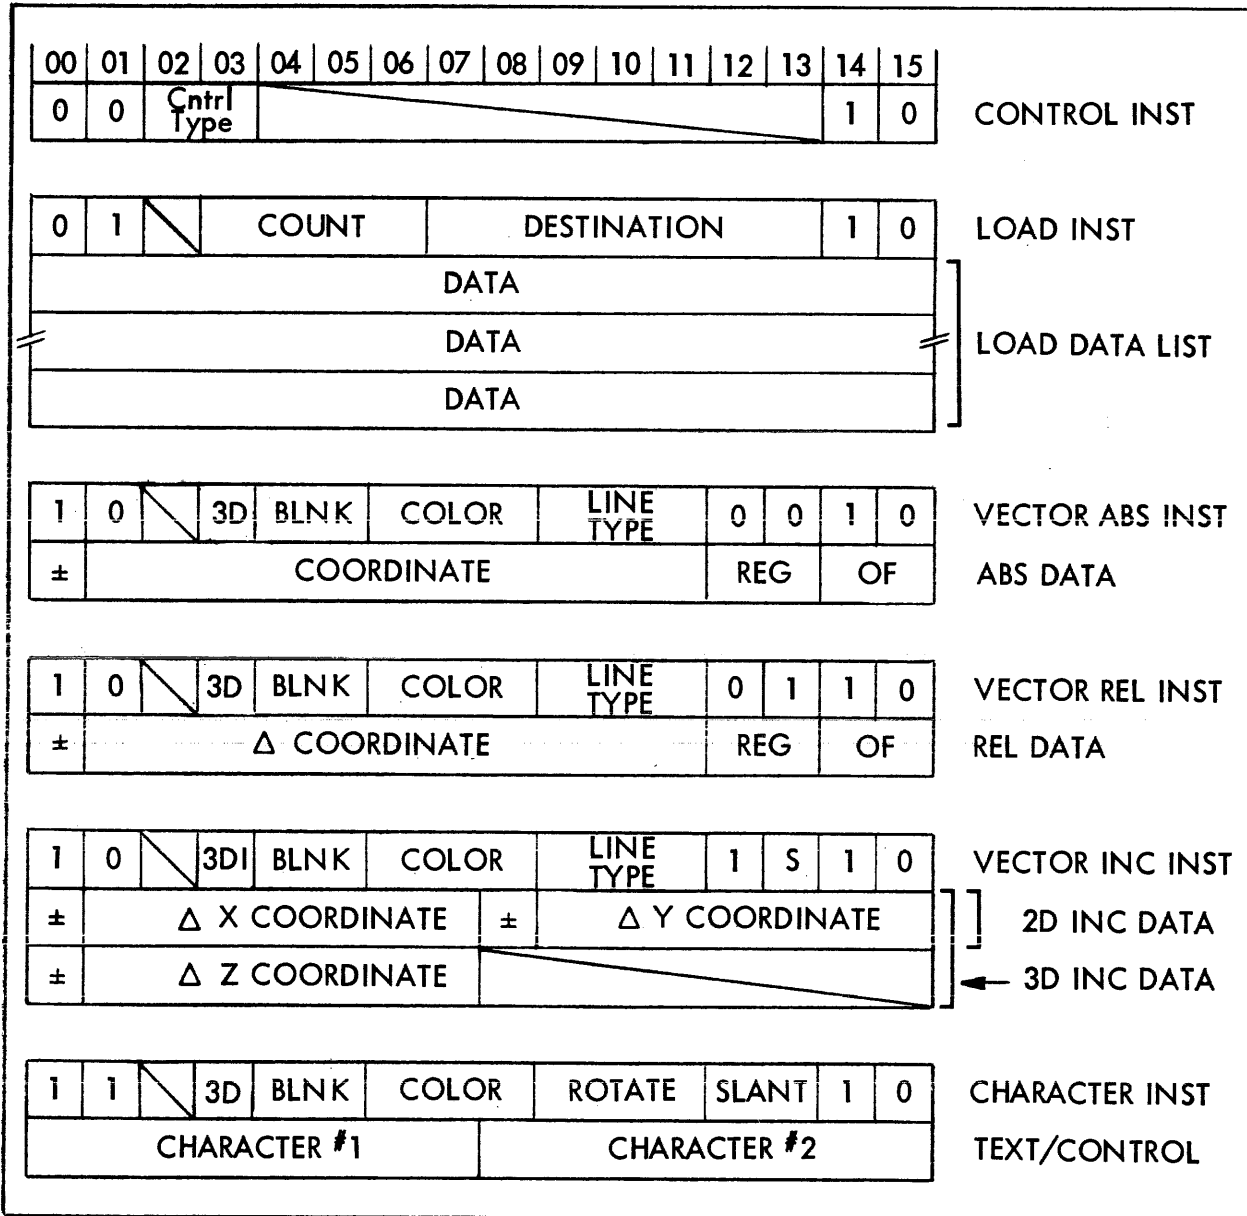 00 01 02 03 04 05 06 07 08 09 10 11 12 13 14 15
0 0 Cntrl Type 1 0 CONTROL INST
0 1 COUNT DESTINATION 1 0 LOAD INST
DATA
DATA LOAD DATA LIST
DATA
1 0 3D BLNK COLOR LINE TYPE 0 0 1 0 VECTOR ABS INST
± COORDINATE REG OF ABS DATA
1 0 3D BLNK COLOR LINE TYPE 0 1 1 0 VECTOR REL INST
± Δ COORDINATE REG OF REL DATA
1 0 3DI BLNK COLOR LINE TYPE 1 S 1 0 VECTOR INC INST
± Δ X COORDINATE ± Δ Y COORDINATE 2D INC DATA
± Δ Z COORDINATE 3D INC DATA
1 1 3D BLNK COLOR ROTATE SLANT 1 0 CHARACTER INST
CHARACTER #1 CHARACTER #2 TEXT/CONTROL